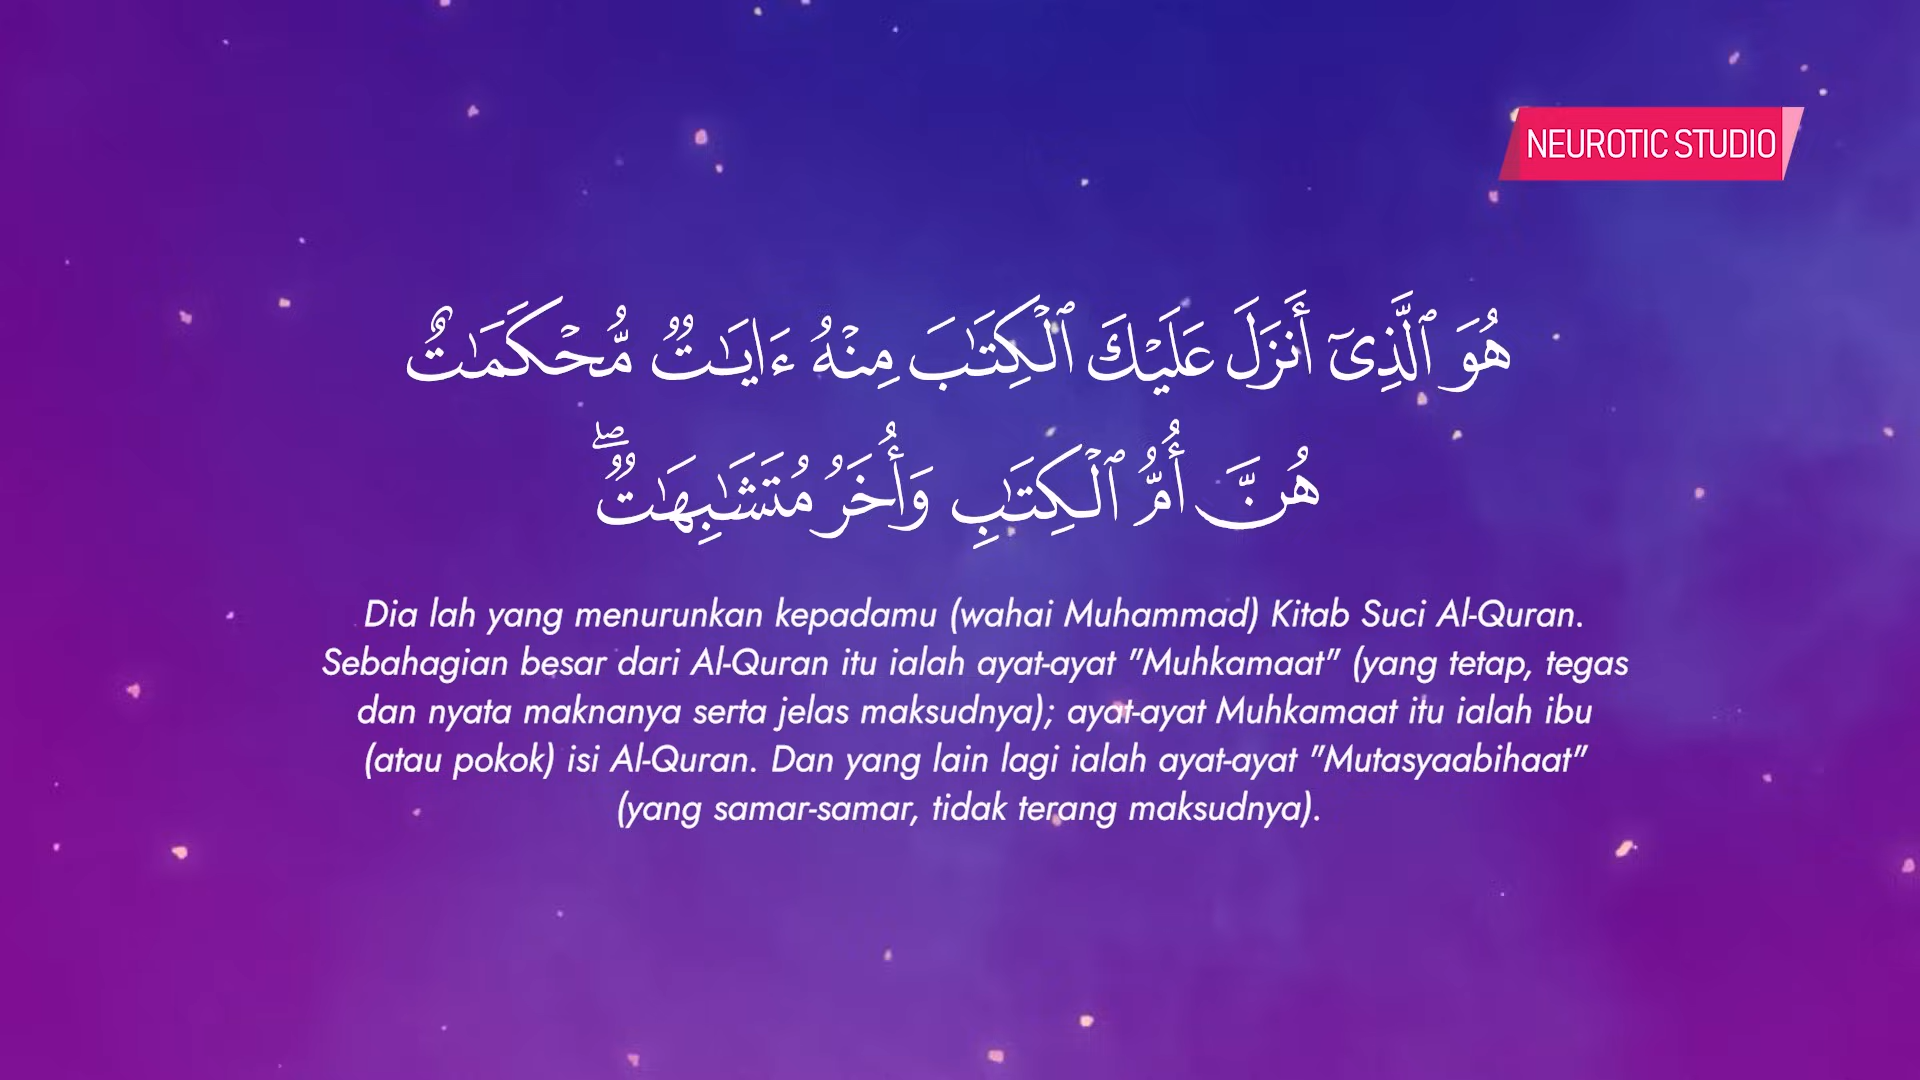 NEUROTIC STUDIO
هُوَ ٱلَّذِىٓ أَنزَلَ عَلَيْكَ ٱلْكِتَـٰبَ مِنْهُ ءَايَـٰتٌ مُّحْكَمَـٰتٌ
هُنَّ أُمُّ ٱلْكِتَـٰبِ وَأُخَرُ مُتَشَـٰبِهَـٰتٌ ۖ
Dia lah yang menurunkan kepadamu (wahai Muhammad) Kitab Suci Al-Quran.
Sebahagian besar dari Al-Quran itu ialah ayat-ayat "Muhkamaat" (yang tetap, tegas
dan nyata maknanya serta jelas maksudnya); ayat-ayat Muhkamaat itu ialah ibu
(atau pokok) isi Al-Quran. Dan yang lain lagi ialah ayat-ayat "Mutasyaabihaat"
(yang samar-samar, tidak terang maksudnya).